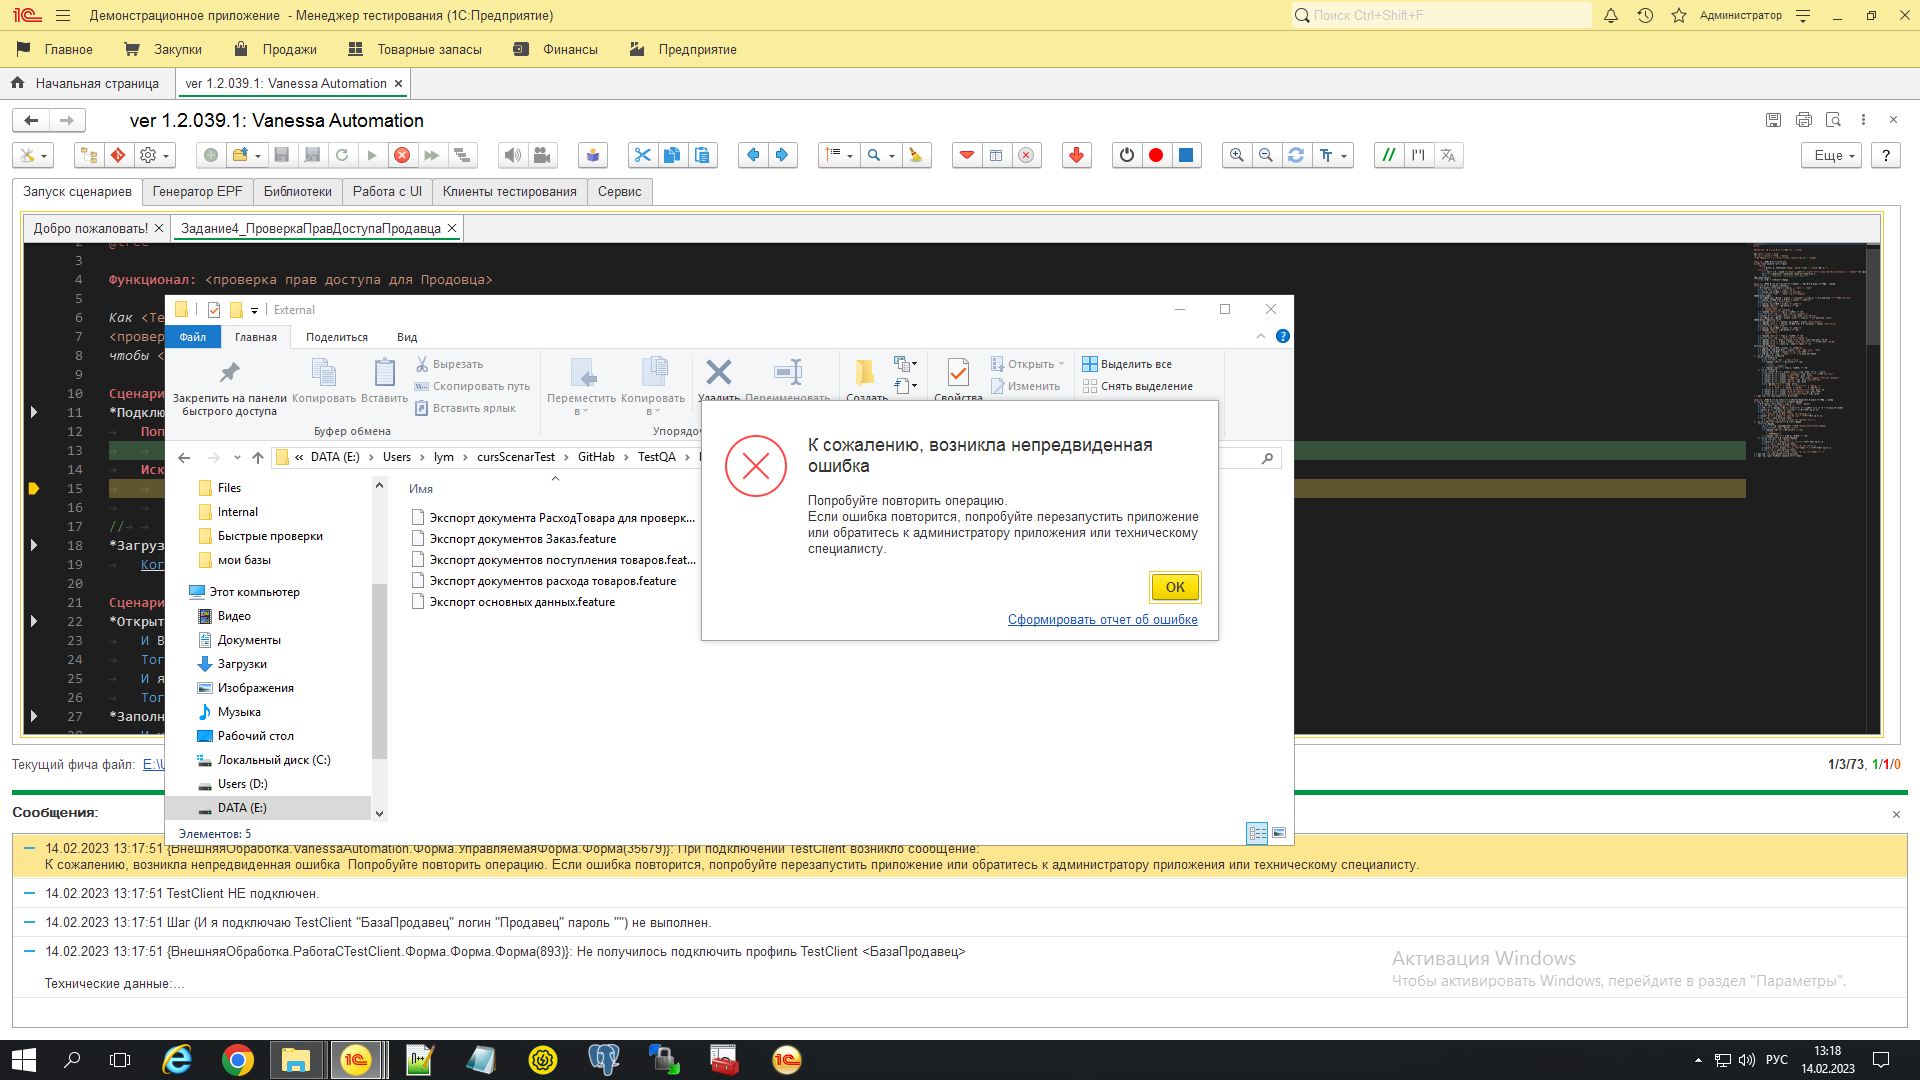 Демонстрационное приложение - Менеджер тестирования (1С:Предприятие)
Поиск Ctrl+Shift+F
Администратор
Главное
Закупки
Продажи
Товарные запасы
Финансы
Предприятие
Начальная страница
ver 1.2.039.1: Vanessa Automation
ver 1.2.039.1: Vanessa Automation
Еще
?
Запуск сценариев
Генератор EPF
Библиотеки
Работа с UI
Клиенты тестирования
Сервис
Добро пожаловать!
Задание4_ПроверкаПравДоступаПродавца
3
4 Функционал: <проверка прав доступа для Продовца>
5
6 Как <Те
7 <провер
8 чтобы <
9
10 Сценари
11 *Подклю
12 Поп
13
14 Иск
15
16
17 //
18 *Загруз
19 Ког
20
21 Сценари
22 *Открыт
23 И В
24 Тог
25 И я
26 Тог
27 *Заполн
External
Файл
Главная
Поделиться
Вид
Закрепить на панели быстрого доступа
Копировать
Вставить
Вырезать
Скопировать путь
Вставить ярлык
Буфер обмена
Переместить в
Копировать в
Удалить
Переименовать
Упорядоч
Создать
Свойства
Открыть
Изменить
Выделить все
Снять выделение
« DATA (E:) > Users > lym > cursScenarTest > GitHab > TestQA
Files
Internal
Быстрые проверки
мои базы
Этот компьютер
Видео
Документы
Загрузки
Изображения
Музыка
Рабочий стол
Локальный диск (C:)
Users (D:)
DATA (E:)
Имя
Экспорт документа РасходТовара для проверк...
Экспорт документов Заказ.feature
Экспорт документов поступления товаров.feat...
Экспорт документов расхода товаров.feature
Экспорт основных данных.feature
Элементов: 5
К сожалению, возникла непредвиденная
ошибка
Попробуйте повторить операцию.
Если ошибка повторится, попробуйте перезапустить приложение
или обратитесь к администратору приложения или техническому
специалисту.
OK
Сформировать отчет об ошибке
Текущий фича файл: E:\U
1/3/73, 1/1/0
Сообщения:
14.02.2023 13:17:51 {ВнешняяОбработка.VanessaAutomation.Форма.УправляемаяФорма.Форма(35679)}: При подключении TestClient возникло сообщение:
К сожалению, возникла непредвиденная ошибка Попробуйте повторить операцию. Если ошибка повторится, попробуйте перезапустить приложение или обратитесь к администратору приложения или техническому специалисту.
14.02.2023 13:17:51 TestClient НЕ подключен.
14.02.2023 13:17:51 Шаг (И я подключаю TestClient "БазаПродавец" логин "Продавец" пароль "") не выполнен.
14.02.2023 13:17:51 {ВнешняяОбработка.РаботаСTestClient.Форма.Форма.Форма(893)}: Не получилось подключить профиль TestClient <БазаПродавец>
Технические данные:...
Активация Windows
Чтобы активировать Windows, перейдите в раздел "Параметры".
РУС
13:18
14.02.2023